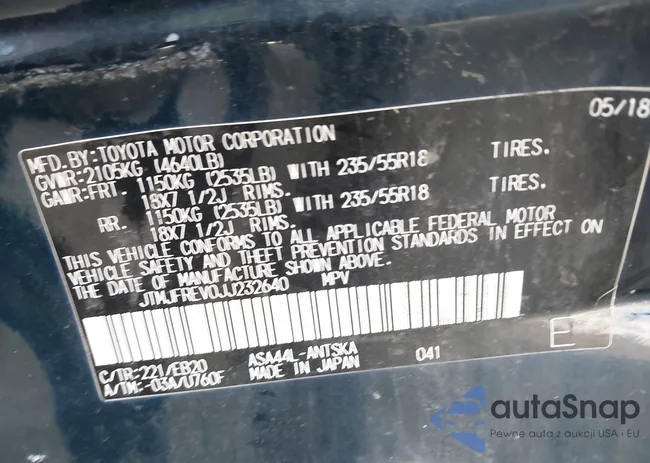 05/18
MFD.BY:TOYOTA MOTOR CORPORATION
GVWR:2105KG (4640LB)
GAWR:FRT. 1150KG (2535LB) WITH 235/55R18 TIRES.
18X7 1/2J RIMS.
RR. 1150KG (2535LB) WITH 235/55R18 TIRES.
18X7 1/2J RIMS.
THIS VEHICLE CONFORMS TO ALL APPLICABLE FEDERAL MOTOR
VEHICLE SAFETY AND THEFT PREVENTION STANDARDS IN EFFECT ON
THE DATE OF MANUFACTURE SHOWN ABOVE.
JTMJFREV0JJ232640 MPV
C/TR:221/EB20 ASA44L-ANTSKA 041 E
A/TM:-03A/U760F MADE IN JAPAN
autaSnap
Pewne auta z aukcji USA i EU